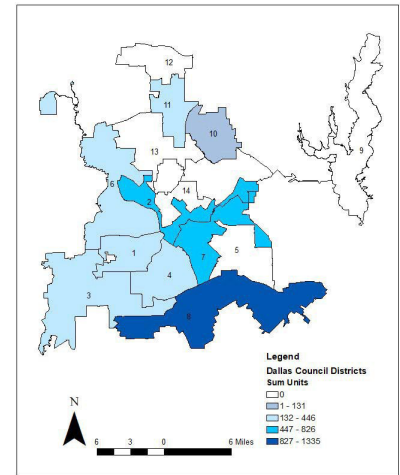 12
11
10
13
9
14
6
2
1
7
5
4
3
8
Legend
Dallas Council Districts
Sum Units
0
1 - 131
132 - 446
447 - 826
827 - 1335
N
6 3 0 6 Miles